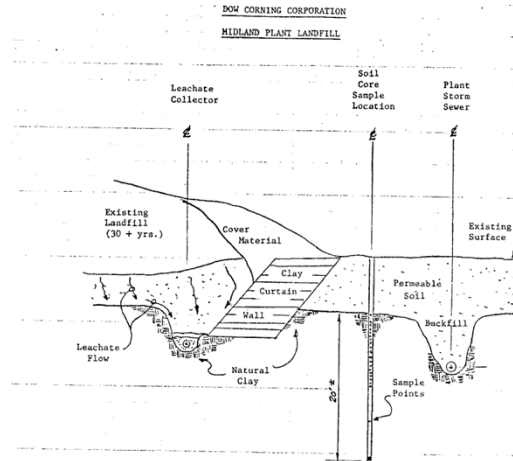 DOW CORNING CORPORATION
MIDLAND PLANT LANDFILL
Leachate
Collector
Soil
Core
Sample
Location
Plant
Storm
Sewer
℄
℄
℄
Existing
Landfill
(30 + yrs.)
Cover
Material
Existing
Surface
Clay
Curtain
Wall
Permeable
Soil
Backfill
Leachate
Flow
Natural
Clay
20' ±
Sample
Points